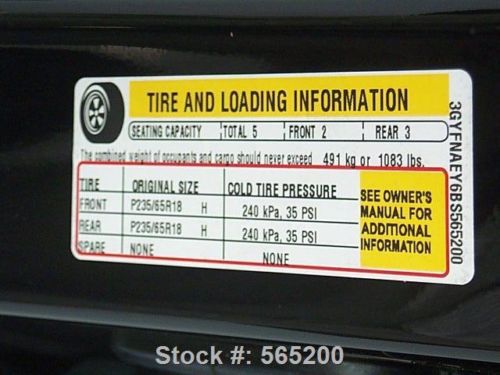 TIRE AND LOADING INFORMATION
SEATING CAPACITY TOTAL 5 FRONT 2 REAR 3
The combined weight of occupants and cargo should never exceed 491 kg or 1083 lbs.
TIRE ORIGINAL SIZE COLD TIRE PRESSURE
FRONT P235/65R18 H 240 kPa, 35 PSI
REAR P235/65R18 H 240 kPa, 35 PSI
SPARE NONE NONE
SEE OWNER'S
MANUAL FOR
ADDITIONAL
INFORMATION
3GYFNAEY6BS565200
Stock #: 565200